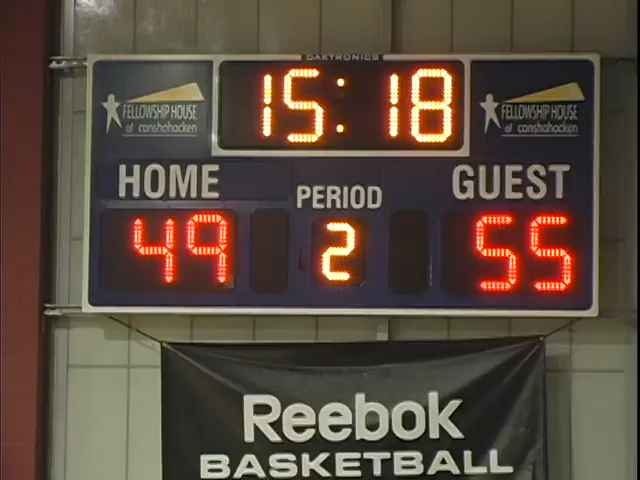 DAKTRONICS
15:18
FELLOWSHIP HOUSE
of conshohocken
FELLOWSHIP HOUSE
of conshohocken
HOME
PERIOD
GUEST
49
2
55
Reebok
BASKETBALL